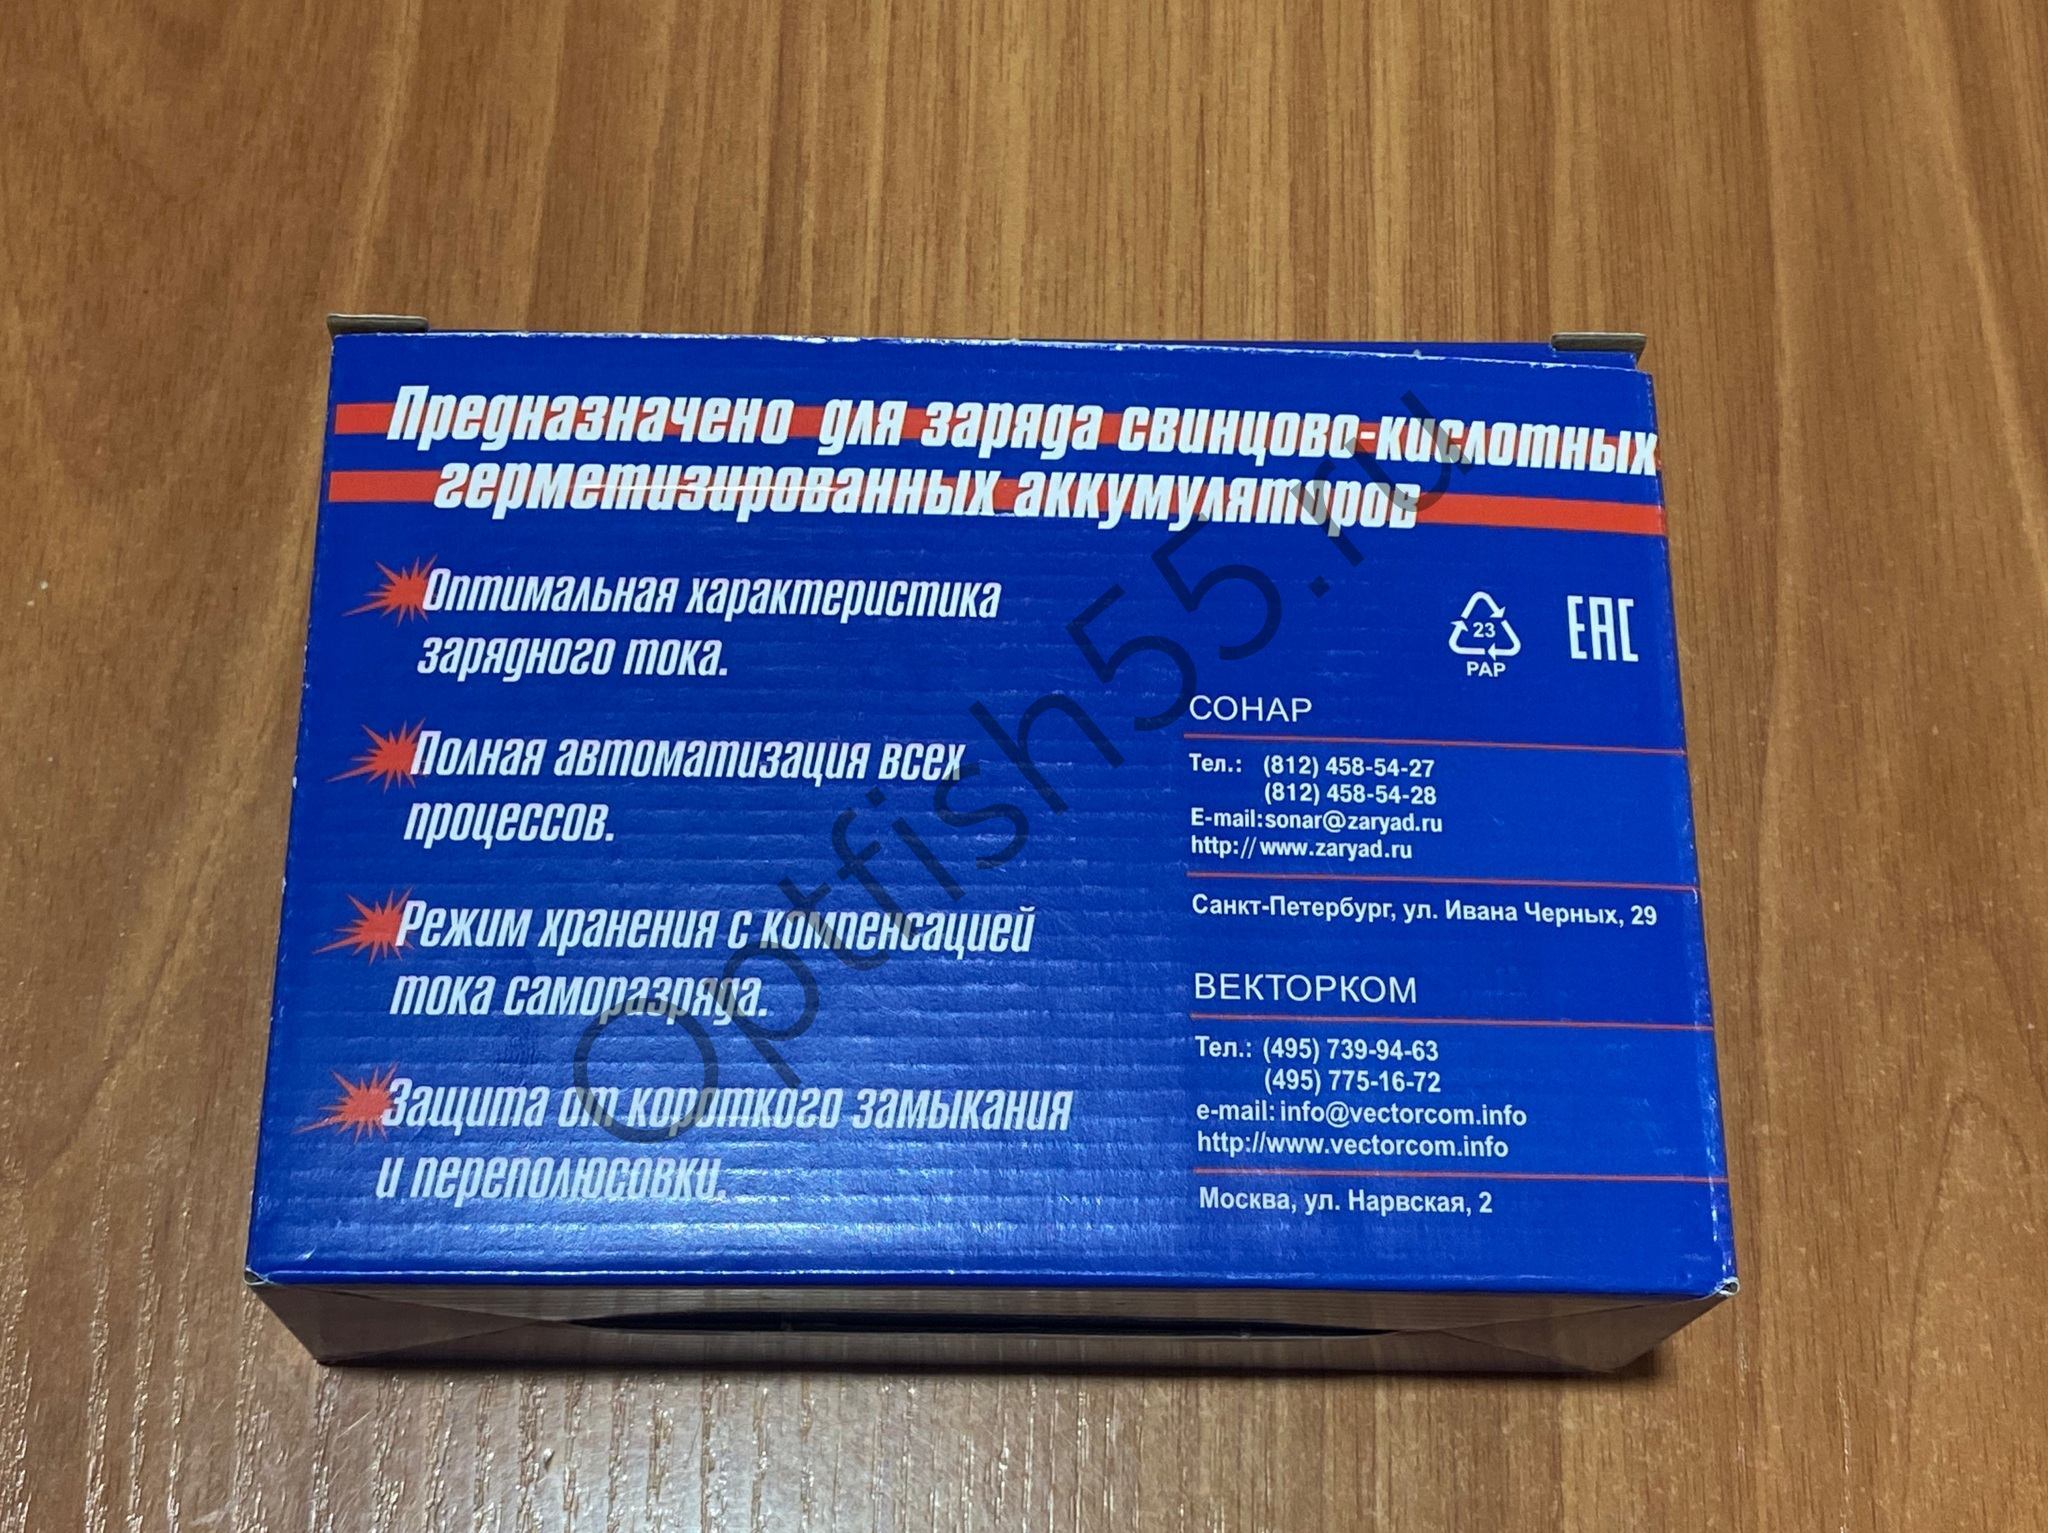 Предназначено для заряда свинцово-кислотных
герметизированных аккумуляторов
Оптимальная характеристика
зарядного тока.
Полная автоматизация всех
процессов.
Режим хранения с компенсацией
тока саморазряда.
Защита от короткого замыкания
и переполюсовки.
23
PAP
EAC
СОНАР
Тел.: (812) 458-54-27
(812) 458-54-28
E-mail:sonar@zaryad.ru
http://www.zaryad.ru
Санкт-Петербург, ул. Ивана Черных, 29
ВЕКТОРКОМ
Тел.: (495) 739-94-63
(495) 775-16-72
e-mail: info@vectorcom.info
http://www.vectorcom.info
Москва, ул. Нарвская, 2
Optfish55.ru